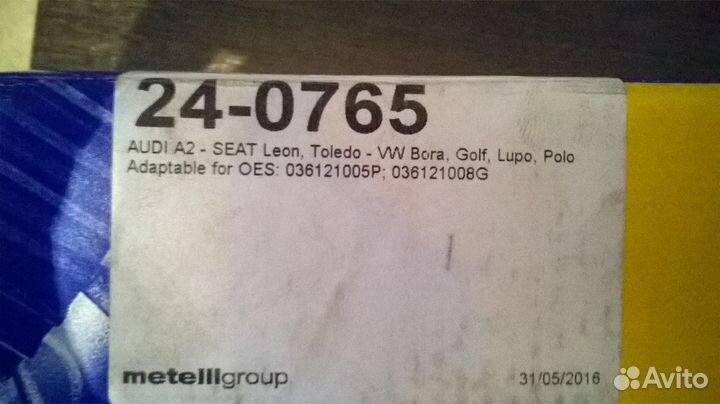 24-0765
AUDI A2 - SEAT Leon, Toledo - VW Bora, Golf, Lupo, Polo
Adaptable for OES: 036121005P; 036121008G
metelligroup
31/05/2016
Avito